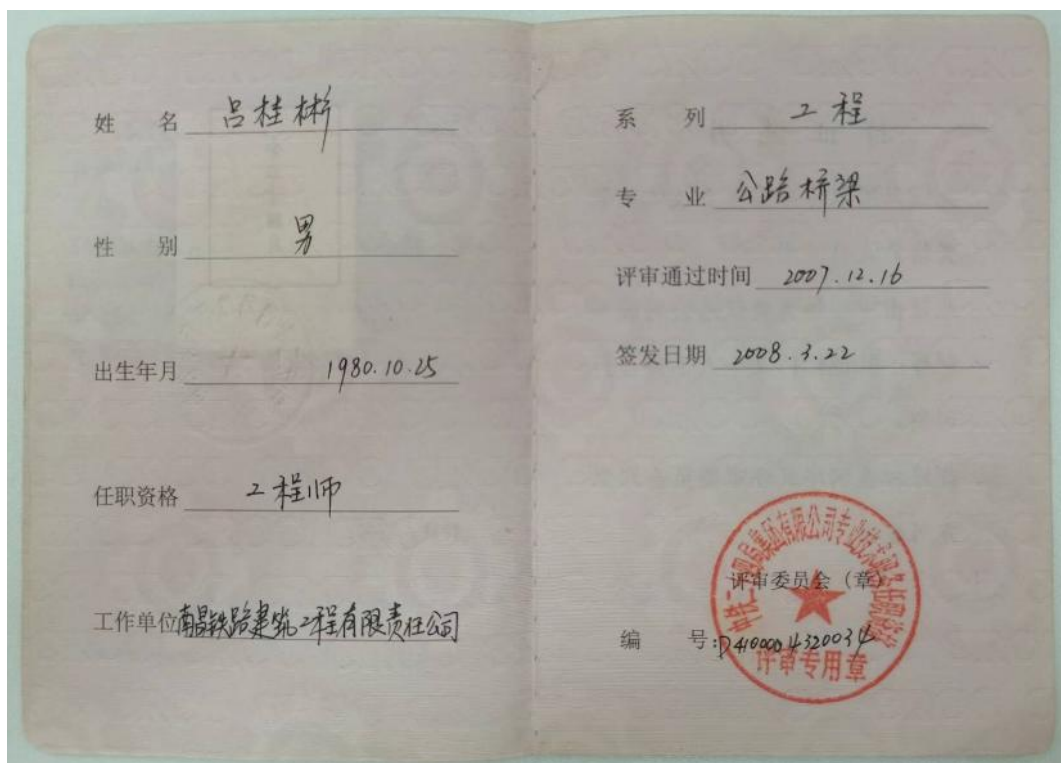 姓 名 吕桂彬
性 别 男
出生年月 1980.10.25
任职资格 工程师
工作单位 南昌铁路建筑工程有限责任公司
系 列 工程
专 业 公路桥梁
评审通过时间 2007.12.16
签发日期 2008.3.22
评审委员会（章）
编 号:
评审专用章